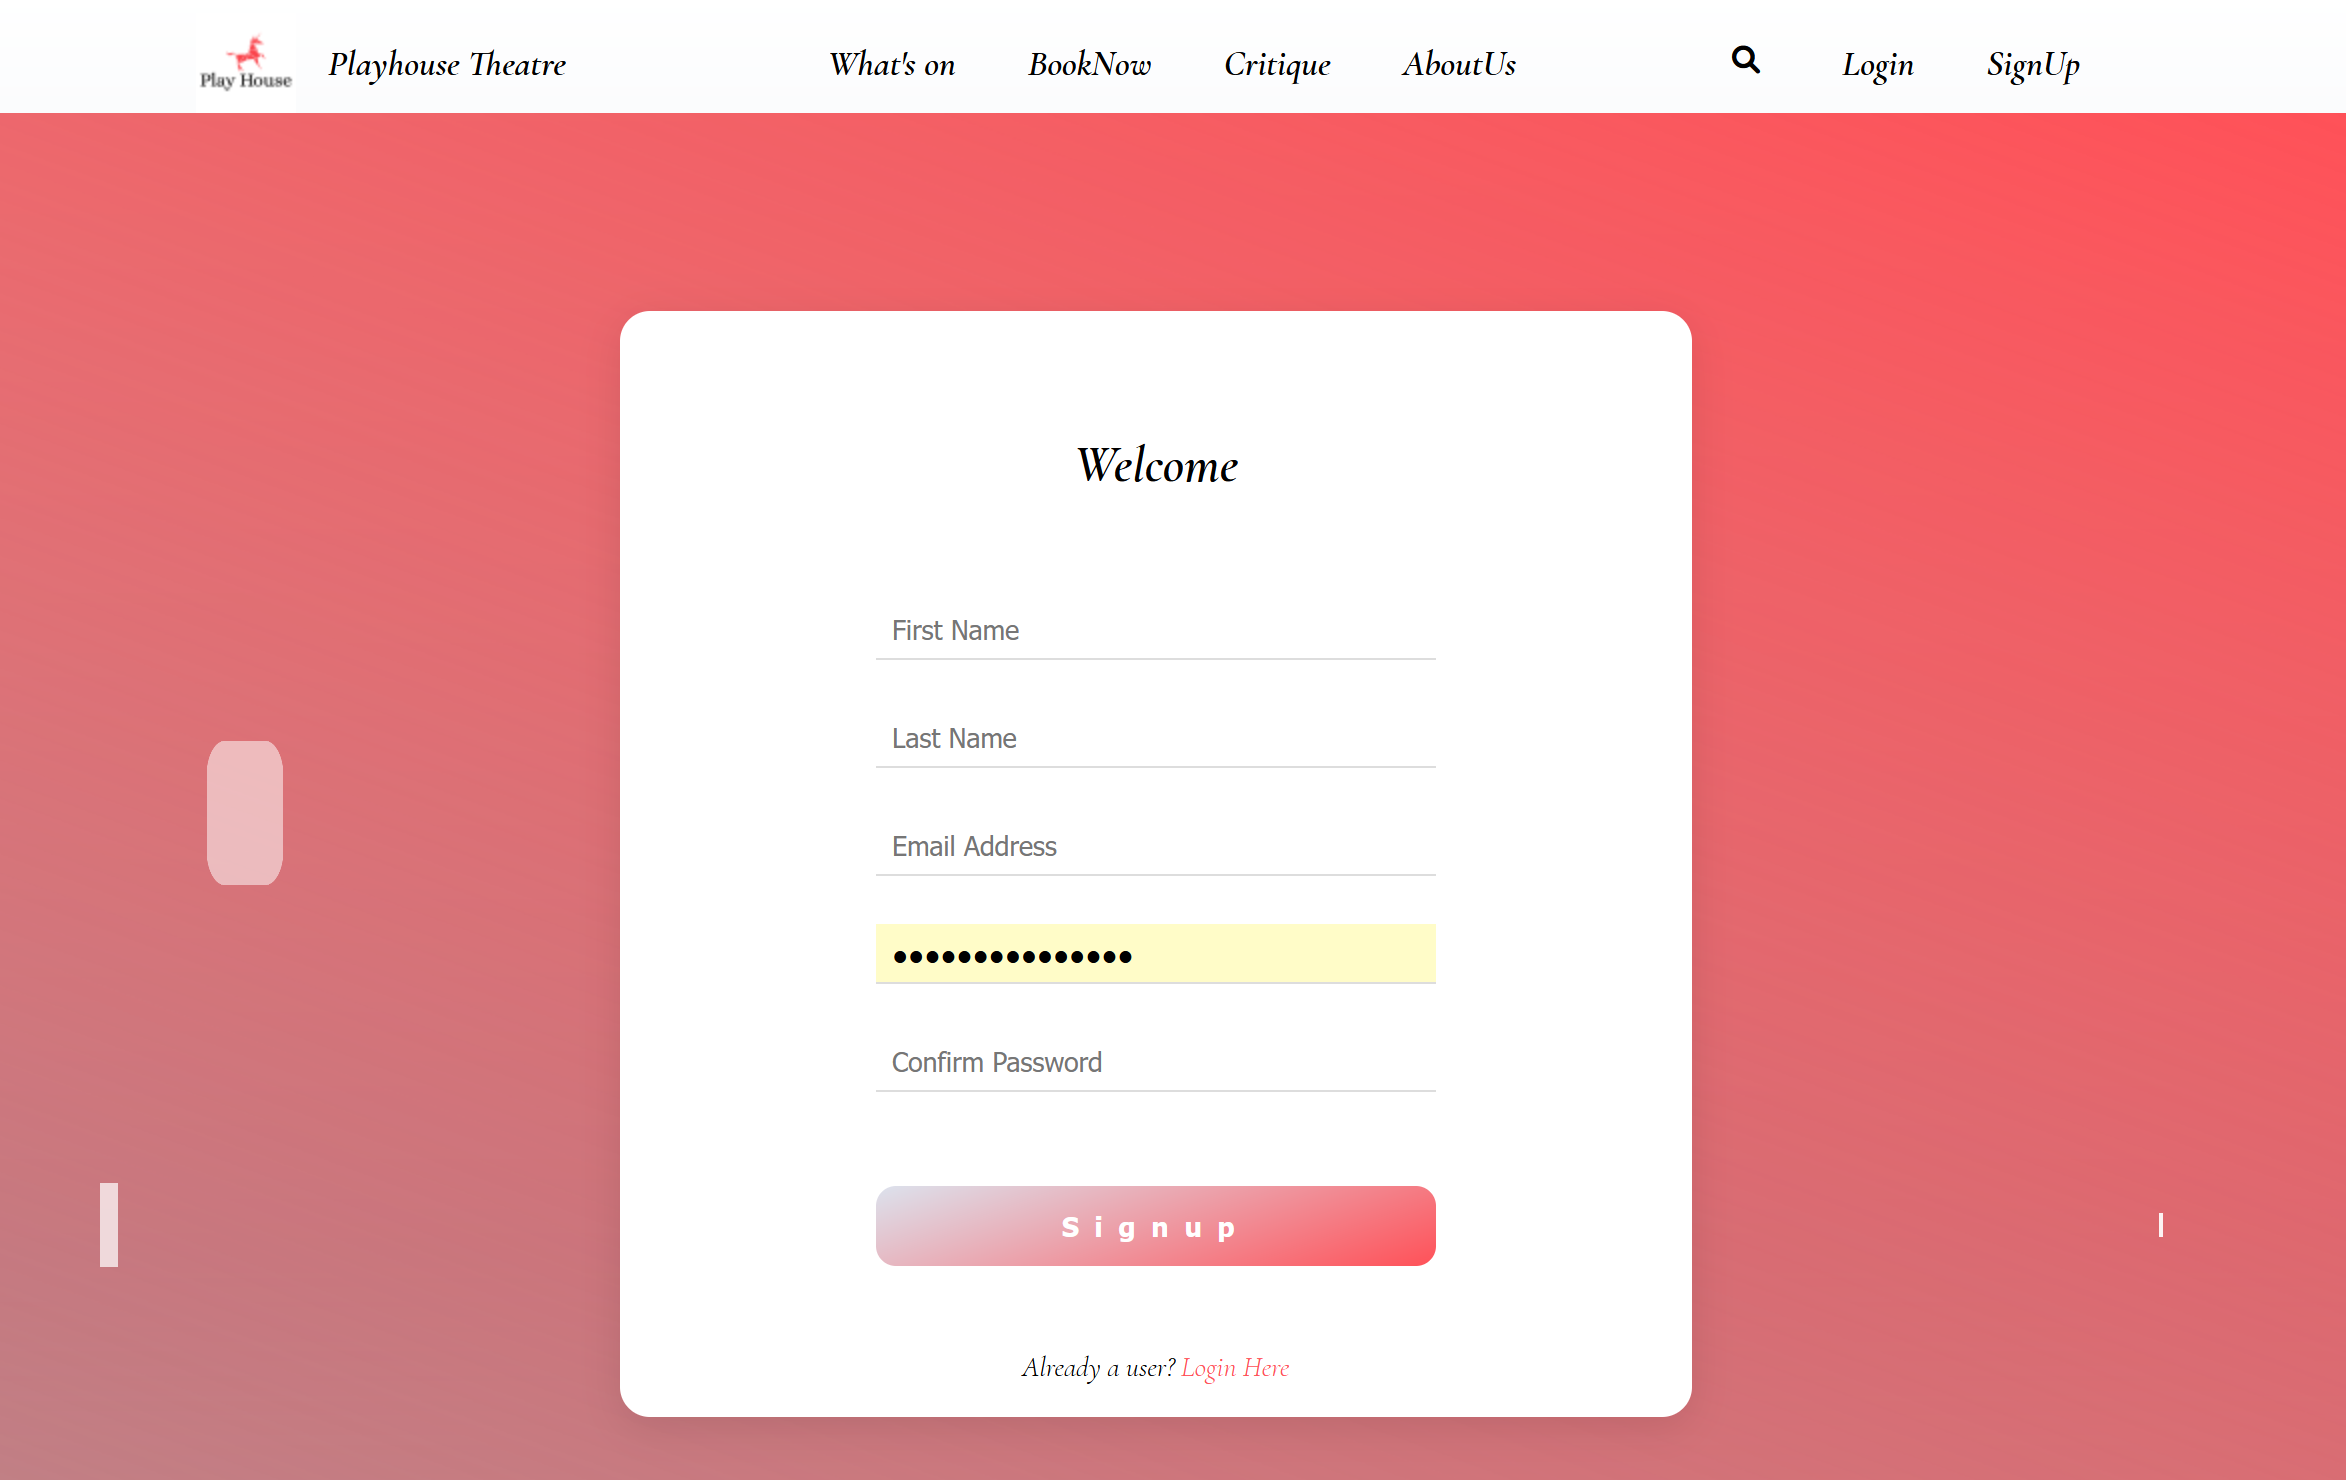 Play House
Playhouse Theatre
What's on
BookNow
Critique
AboutUs
Login
SignUp
Welcome
First Name
Last Name
Email Address
•••••••••••••••
Confirm Password
Signup
Already a user? Login Here